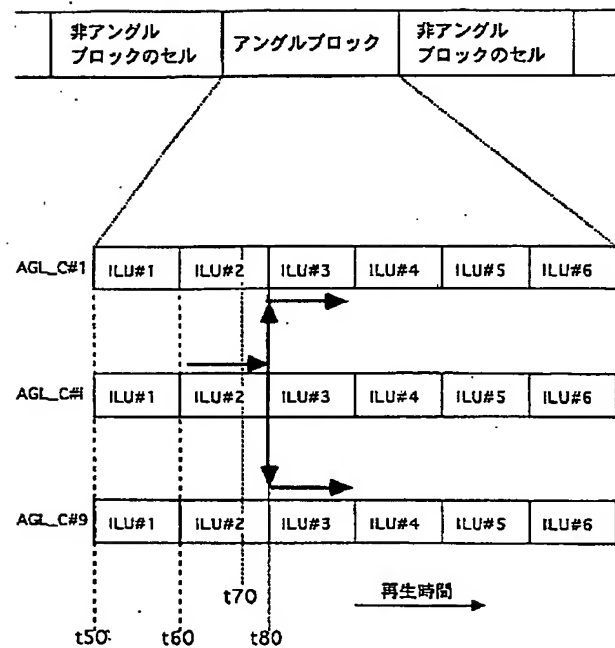 非アングル
ブロックのセル
アングルブロック
非アングル
ブロックのセル
AGL_C#1 ILU#1 ILU#2 ILU#3 ILU#4 ILU#5 ILU#6
AGL_C#i ILU#1 ILU#2 ILU#3 ILU#4 ILU#5 ILU#6
AGL_C#9 ILU#1 ILU#2 ILU#3 ILU#4 ILU#5 ILU#6
t70
再生時間
t50 t60 t80